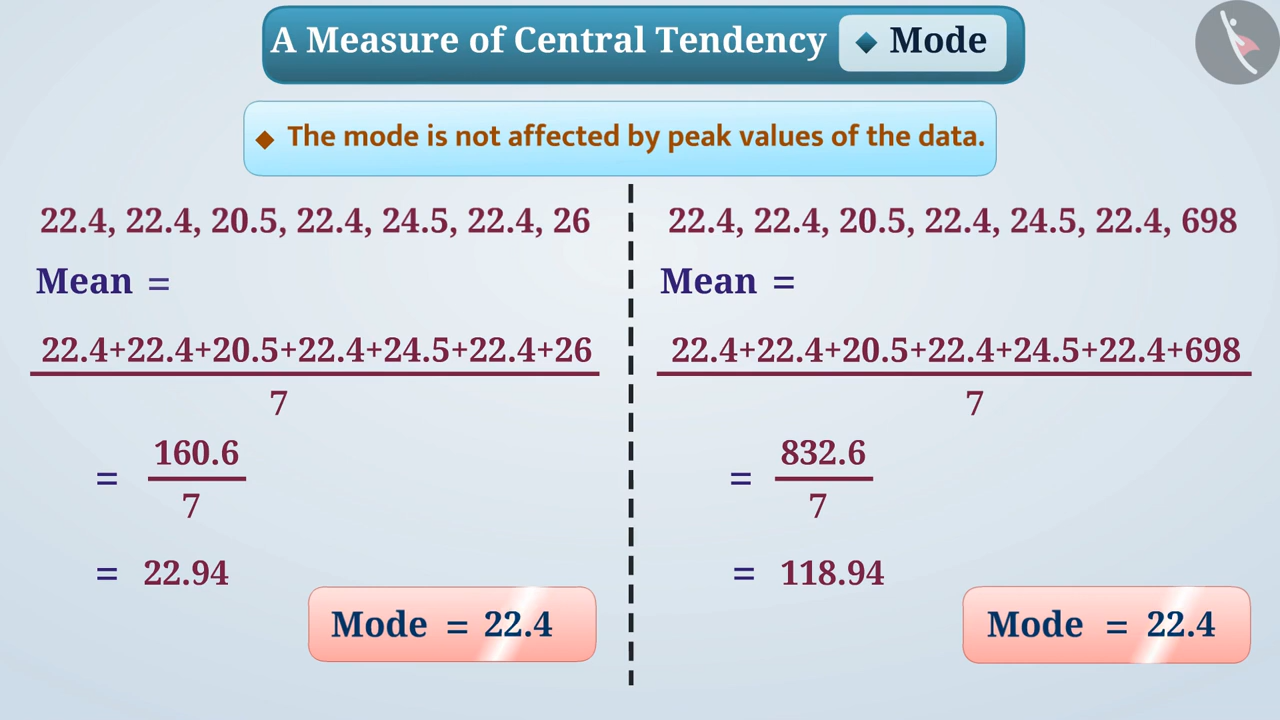 A Measure of Central Tendency ◆ Mode
◆ The mode is not affected by peak values of the data.
22.4, 22.4, 20.5, 22.4, 24.5, 22.4, 26
Mean =
22.4+22.4+20.5+22.4+24.5+22.4+26
7
= 160.6
7
= 22.94
Mode = 22.4
22.4, 22.4, 20.5, 22.4, 24.5, 22.4, 698
Mean =
22.4+22.4+20.5+22.4+24.5+22.4+698
7
= 832.6
7
= 118.94
Mode = 22.4